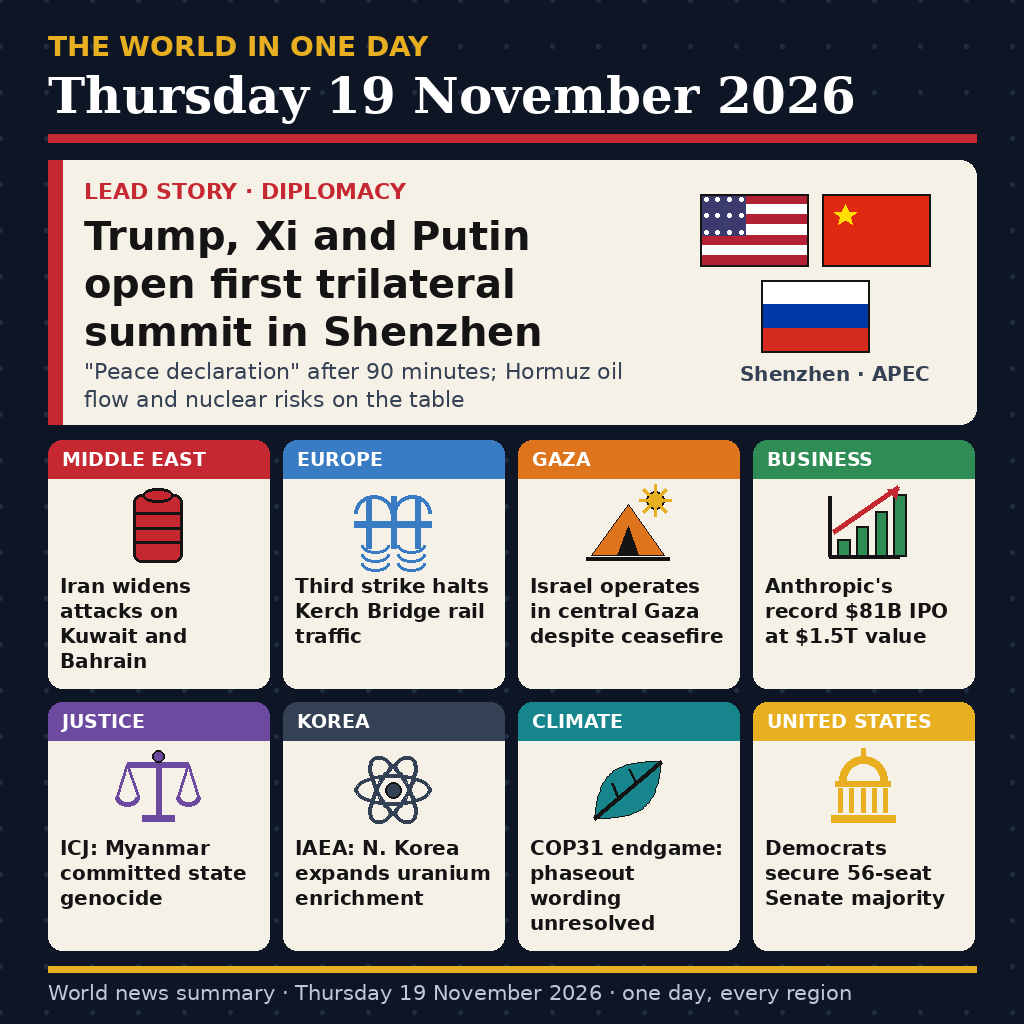 THE WORLD IN ONE DAY
Thursday 19 November 2026
LEAD STORY · DIPLOMACY
Trump, Xi and Putin
open first trilateral
summit in Shenzhen
"Peace declaration" after 90 minutes; Hormuz oil
flow and nuclear risks on the table
Shenzhen · APEC
MIDDLE EAST
Iran widens
attacks on
Kuwait and
Bahrain
EUROPE
Third strike halts
Kerch Bridge rail
traffic
GAZA
Israel operates
in central Gaza
despite ceasefire
BUSINESS
Anthropic's
record $81B IPO
at $1.5T value
JUSTICE
ICJ: Myanmar
committed state
genocide
KOREA
IAEA: N. Korea
expands uranium
enrichment
CLIMATE
COP31 endgame:
phaseout
wording
unresolved
UNITED STATES
Democrats
secure 56-seat
Senate majority
World news summary · Thursday 19 November 2026 · one day, every region